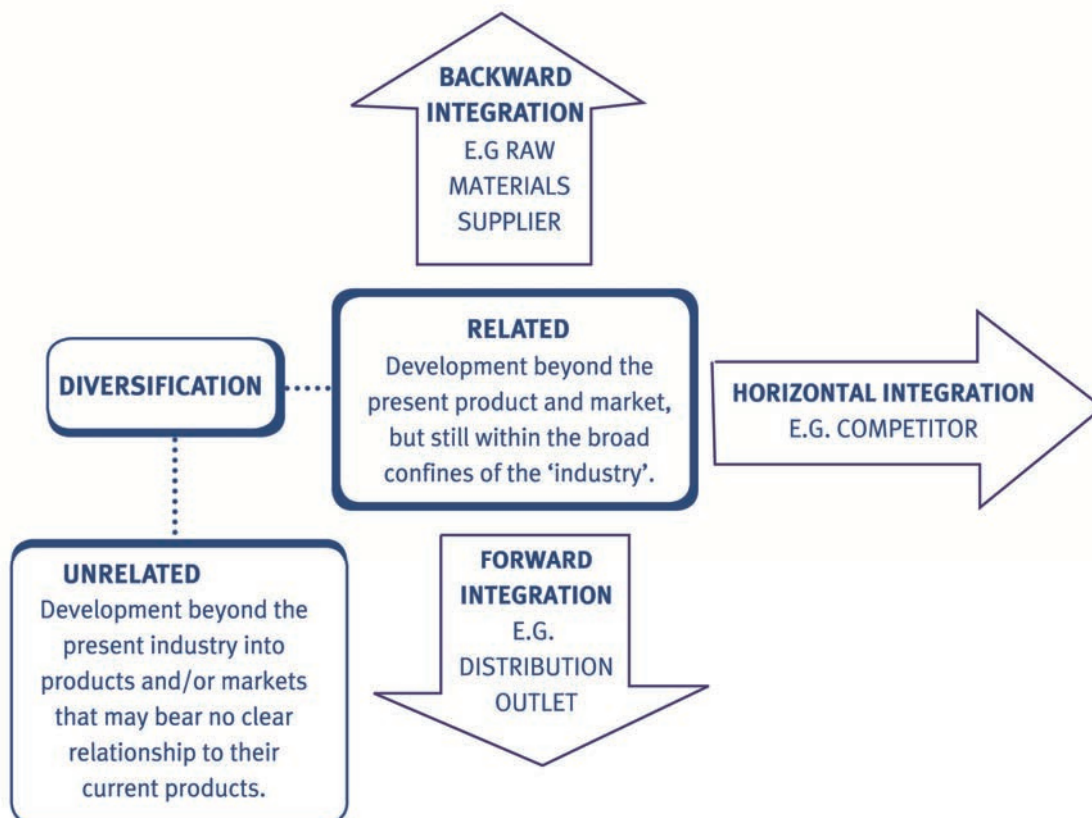 BACKWARD
INTEGRATION
E.G RAW
MATERIALS
SUPPLIER
DIVERSIFICATION
RELATED
Development beyond the
present product and market,
but still within the broad
confines of the ‘industry’.
HORIZONTAL INTEGRATION
E.G. COMPETITOR
UNRELATED
Development beyond the
present industry into
products and/or markets
that may bear no clear
relationship to their
current products.
FORWARD
INTEGRATION
E.G.
DISTRIBUTION
OUTLET